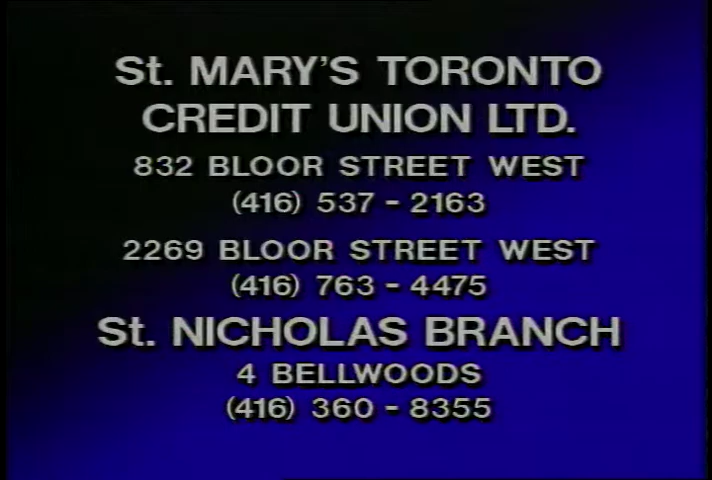 St. MARY'S TORONTO
CREDIT UNION LTD.
832 BLOOR STREET WEST
(416) 537 - 2163
2269 BLOOR STREET WEST
(416) 763 - 4475
St. NICHOLAS BRANCH
4 BELLWOODS
(416) 360 - 8355